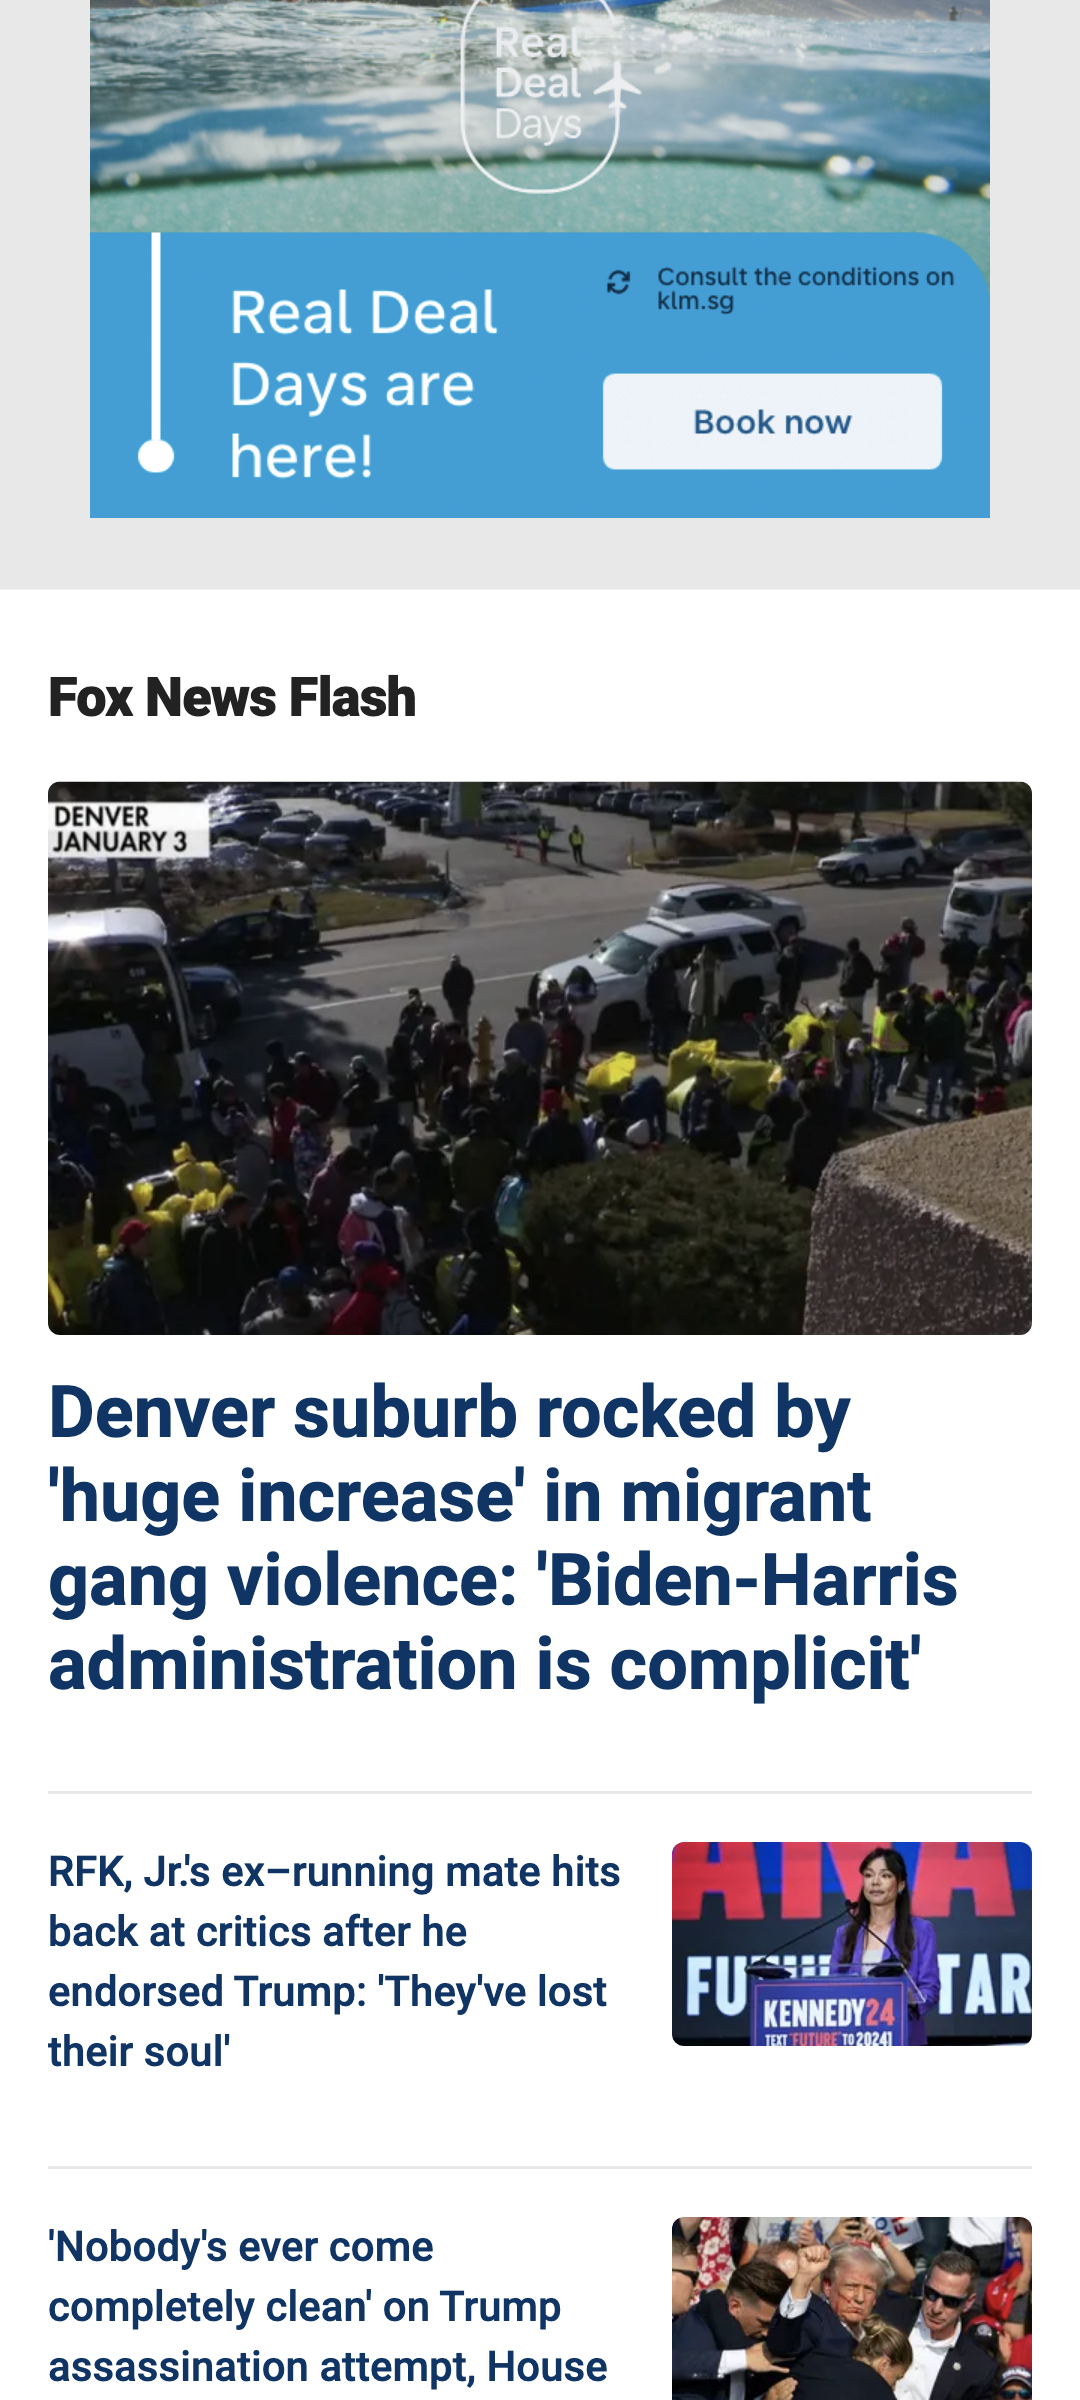 Real
Deal
Days
Real Deal
Days are
here!
Consult the conditions on
klm.sg
Book now
Fox News Flash
DENVER
JANUARY 3
Denver suburb rocked by
'huge increase' in migrant
gang violence: 'Biden-Harris
administration is complicit'
RFK, Jr.'s ex–running mate hits
back at critics after he
endorsed Trump: 'They've lost
their soul'
FU
TAR
KENNEDY24
TEXT "FUTURE" TO 20241
'Nobody's ever come
completely clean' on Trump
assassination attempt, House